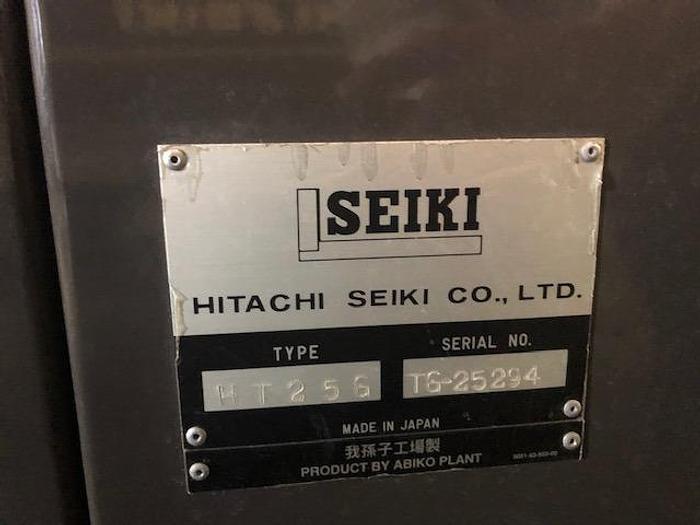 SEIKI
HITACHI SEIKI CO., LTD.
TYPE SERIAL NO.
HT25G TG-25294
MADE IN JAPAN
我孫子工場製
PRODUCT BY ABIKO PLANT